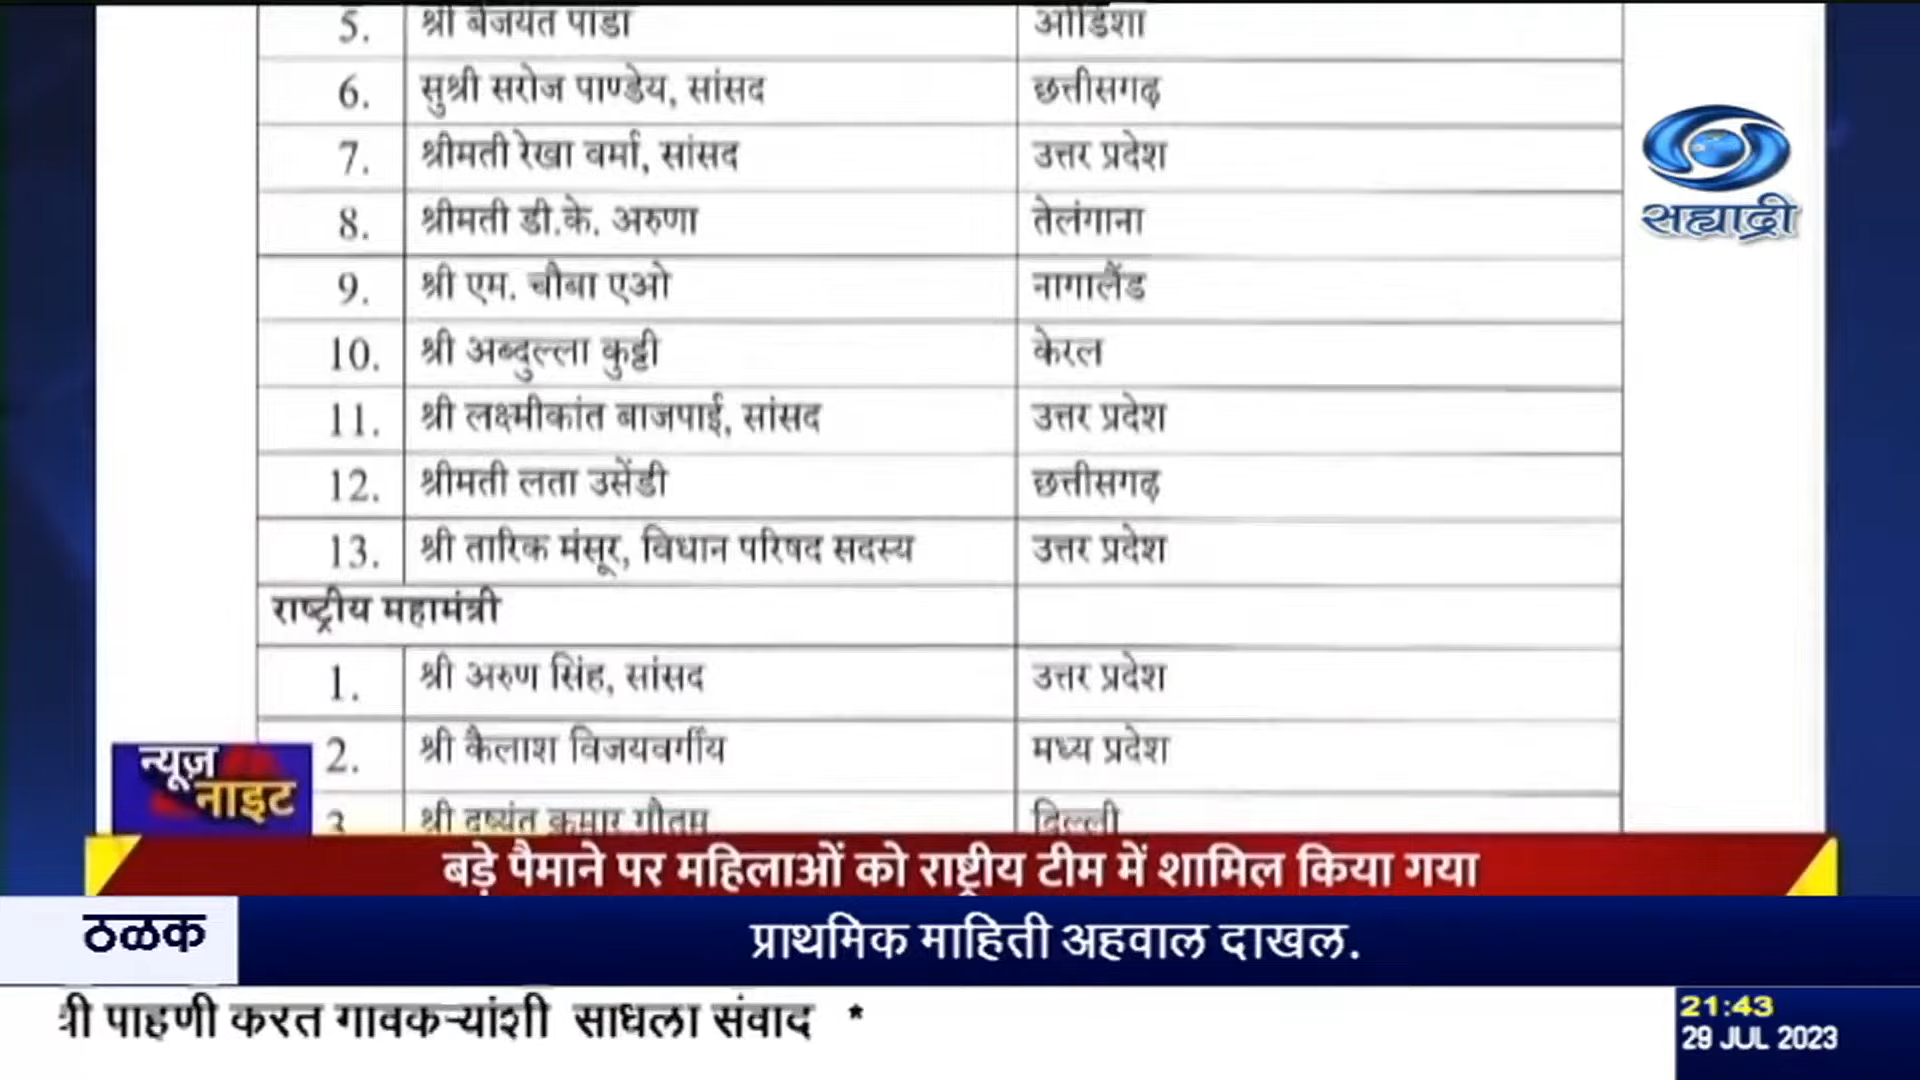 5. श्री बैजयंत पांडा ओडिशा
6. सुश्री सरोज पाण्डेय, सांसद छत्तीसगढ़
7. श्रीमती रेखा वर्मा, सांसद उत्तर प्रदेश
8. श्रीमती डी.के. अरुणा तेलंगाना
9. श्री एम. चौबा एओ नागालैंड
10. श्री अब्दुल्ला कुट्टी केरल
11. श्री लक्ष्मीकांत बाजपाई, सांसद उत्तर प्रदेश
12. श्रीमती लता उसेंडी छत्तीसगढ़
13. श्री तारिक मंसूर, विधान परिषद सदस्य उत्तर प्रदेश
राष्ट्रीय महामंत्री
1. श्री अरुण सिंह, सांसद उत्तर प्रदेश
2. श्री कैलाश विजयवर्गीय मध्य प्रदेश
3 श्री दुष्यंत कुमार गौतम दिल्ली
सह्याद्री
न्यूज़
नाइट
बड़े पैमाने पर महिलाओं को राष्ट्रीय टीम में शामिल किया गया
ठळक
प्राथमिक माहिती अहवाल दाखल.
पाहणी करत गावकऱ्यांशी साधला संवाद *
21:43
29 JUL 2023